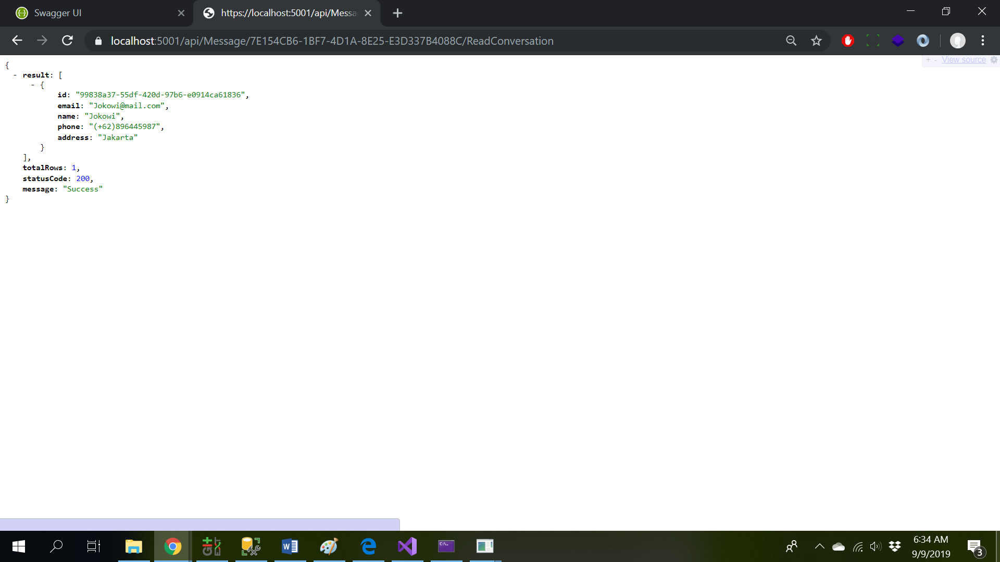 Swagger UI
https://localhost:5001/api/Messa
localhost:5001/api/Message/7E154CB6-1BF7-4D1A-8E25-E3D337B4088C/ReadConversation
+ - View source
{
- result: [
- {
id: "99838a37-55df-420d-97b6-e0914ca61836",
email: "Jokowi@mail.com",
name: "Jokowi",
phone: "(+62)896445987",
address: "Jakarta"
}
],
totalRows: 1,
statusCode: 200,
message: "Success"
}
6:34 AM
9/9/2019
3